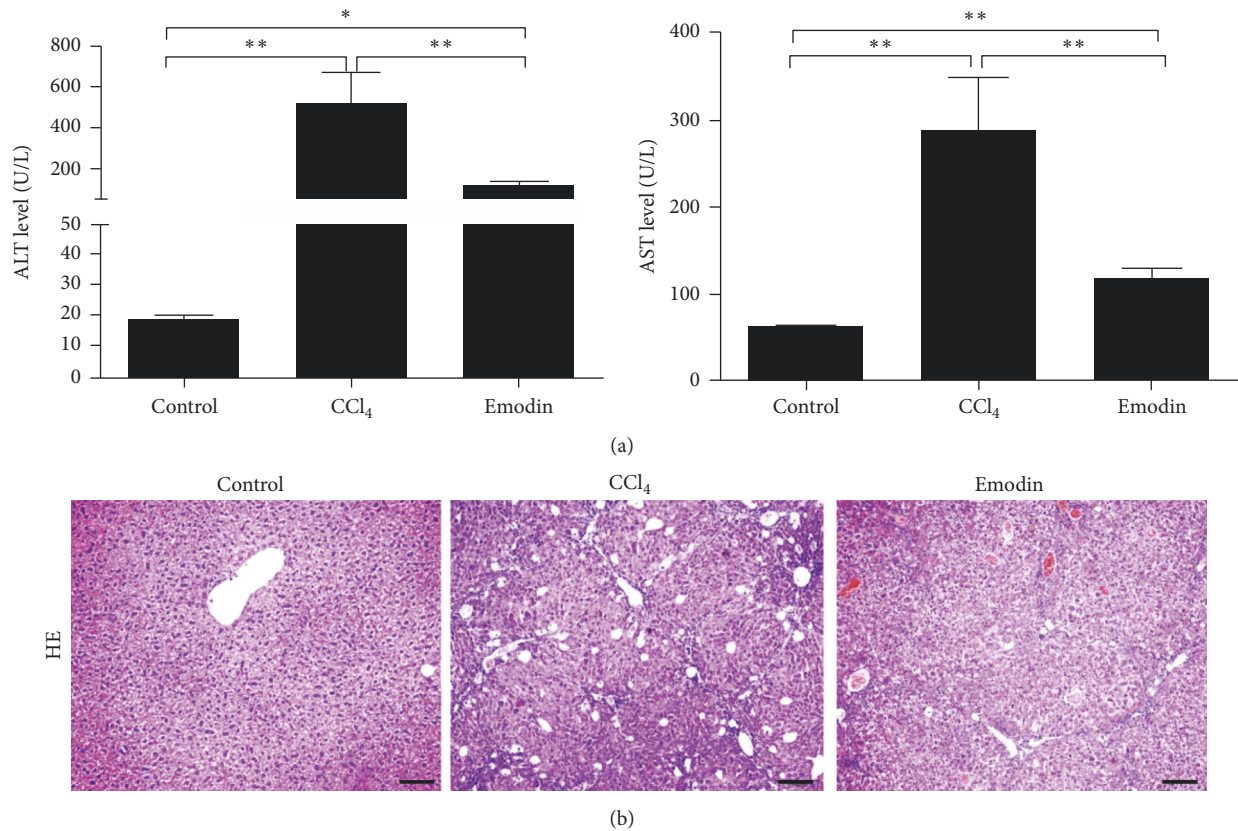 *
**
**
800
600
400
200
50
40
30
20
10
0
ALT level (U/L)
Control
CCl₄
Emodin
**
**
**
400
300
200
100
0
AST level (U/L)
Control
CCl₄
Emodin
(a)
Control
CCl₄
Emodin
HE
(b)